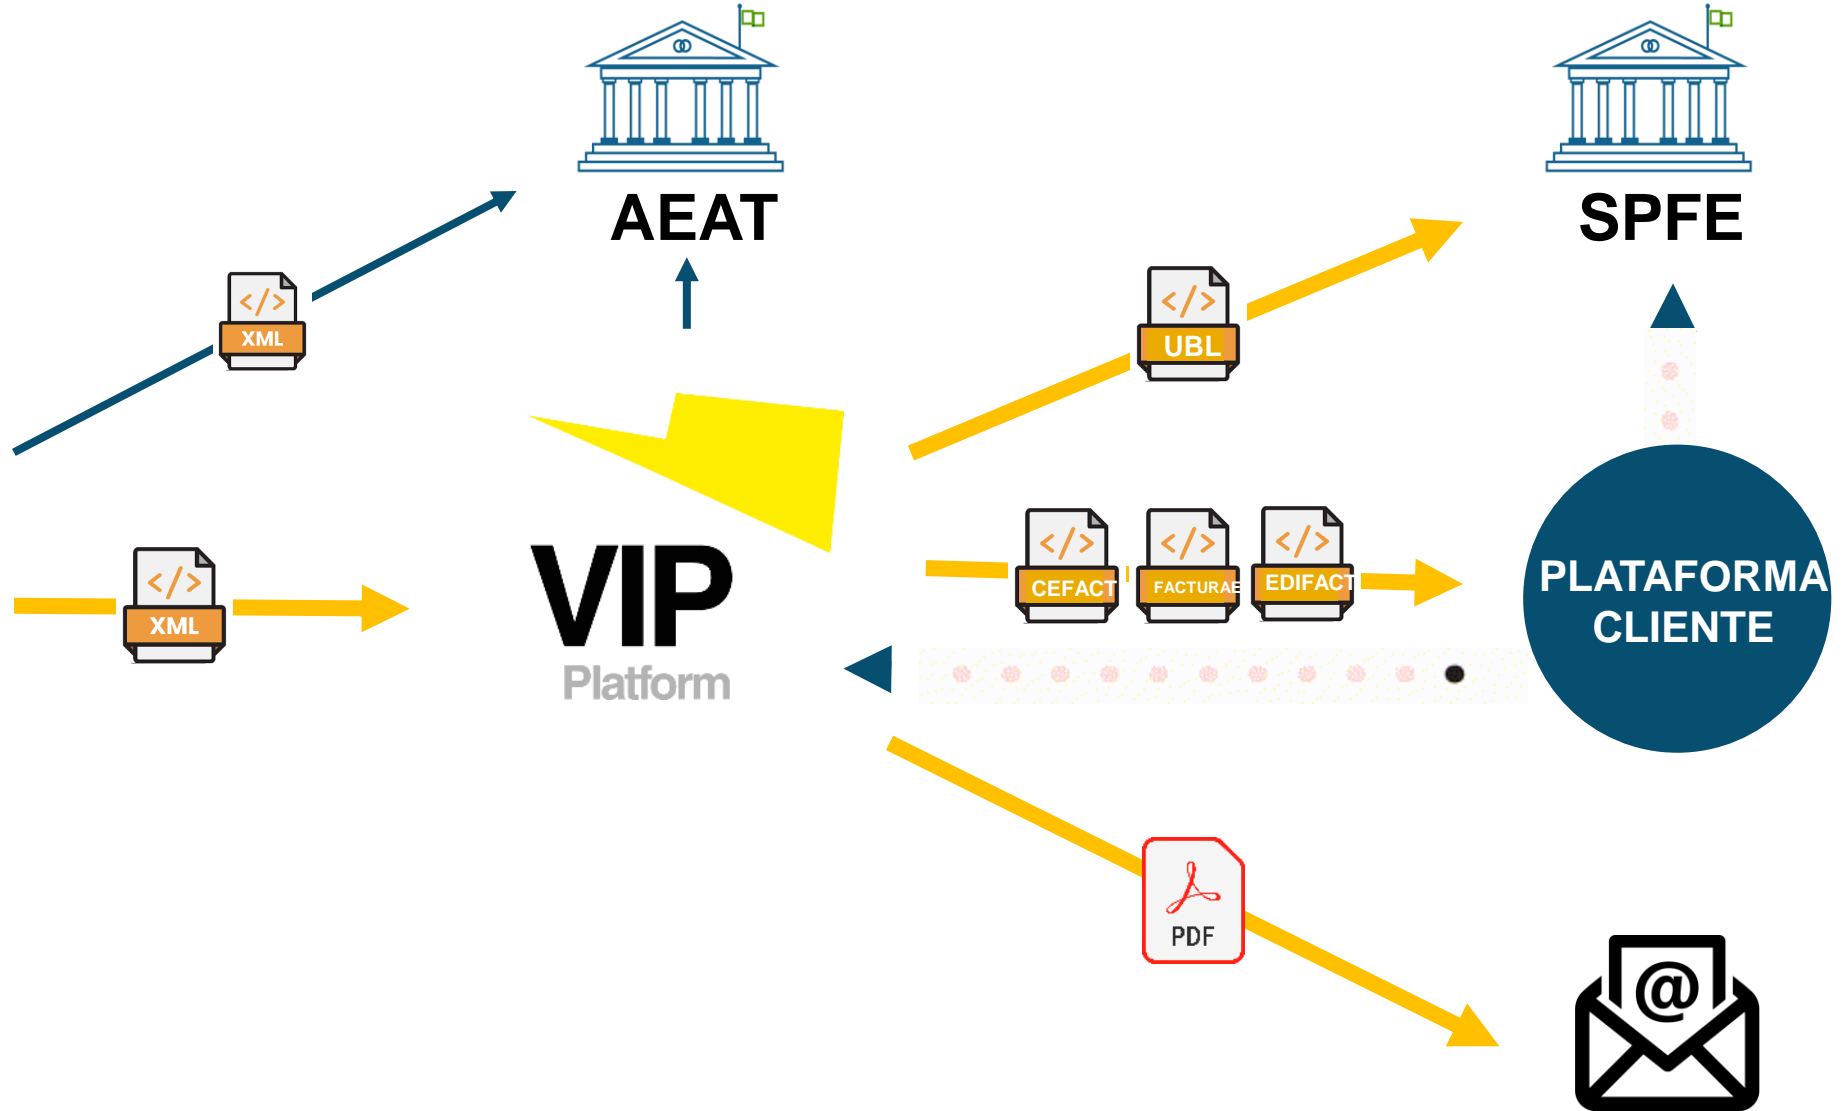 AEAT
SPFE
</>
XML
</>
UBL
</>
XML
VIP
Platform
</>
CEFACT
</>
FACTURAE
</>
EDIFACT
PLATAFORMA
CLIENTE
PDF
@